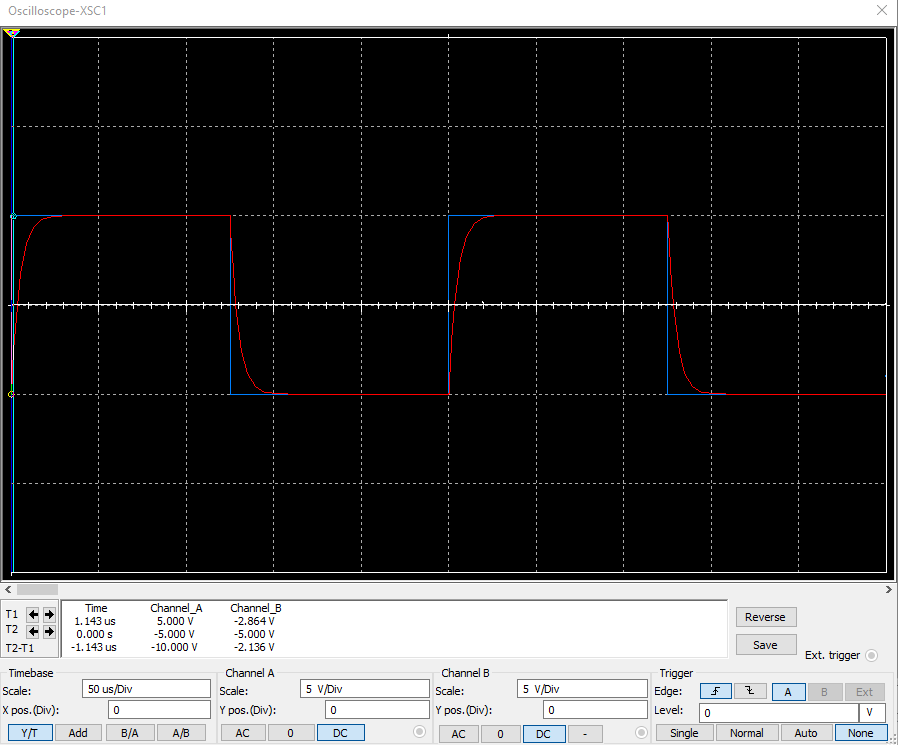 Oscilloscope-XSC1
Time Channel_A Channel_B
T1 1.143 us 5.000 V -2.864 V
T2 0.000 s -5.000 V -5.000 V
T2-T1 -1.143 us -10.000 V -2.136 V
Reverse
Save
Ext. trigger
Timebase
Scale: 50 us/Div
X pos.(Div): 0
Y/T Add B/A A/B
Channel A
Scale: 5 V/Div
Y pos.(Div): 0
AC 0 DC
Channel B
Scale: 5 V/Div
Y pos.(Div): 0
AC 0 DC -
Trigger
Edge: A B Ext
Level: 0 V
Single Normal Auto None